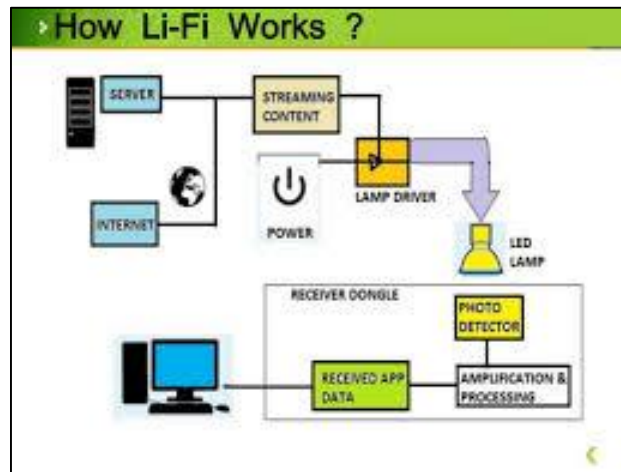 How Li-Fi Works ?
SERVER
STREAMING
CONTENT
INTERNET
POWER
LAMP DRIVER
LED
LAMP
RECEIVER DONGLE
PHOTO
DETECTOR
RECEIVED APP
DATA
AMPLIFICATION &
PROCESSING